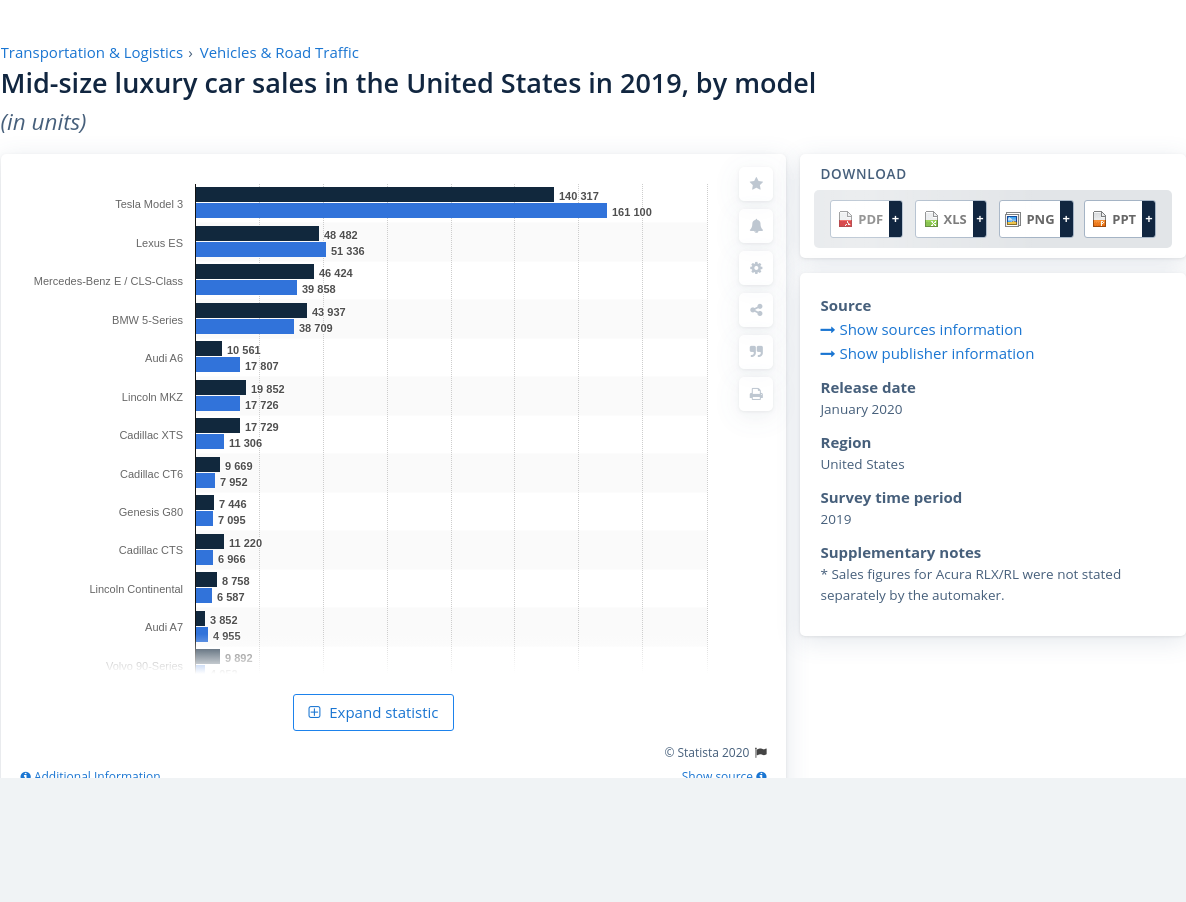 Transportation & Logistics › Vehicles & Road Traffic
Mid-size luxury car sales in the United States in 2019, by model
(in units)
Tesla Model 3
140 317
161 100
Lexus ES
48 482
51 336
Mercedes-Benz E / CLS-Class
46 424
39 858
BMW 5-Series
43 937
38 709
Audi A6
10 561
17 807
Lincoln MKZ
19 852
17 726
Cadillac XTS
17 729
11 306
Cadillac CT6
9 669
7 952
Genesis G80
7 446
7 095
Cadillac CTS
11 220
6 966
Lincoln Continental
8 758
6 587
Audi A7
3 852
4 955
Volvo 90-Series
9 892
Expand statistic
© Statista 2020
Additional Information
Show source
DOWNLOAD
PDF + XLS + PNG + PPT +
Source
Show sources information
Show publisher information
Release date
January 2020
Region
United States
Survey time period
2019
Supplementary notes
* Sales figures for Acura RLX/RL were not stated
separately by the automaker.